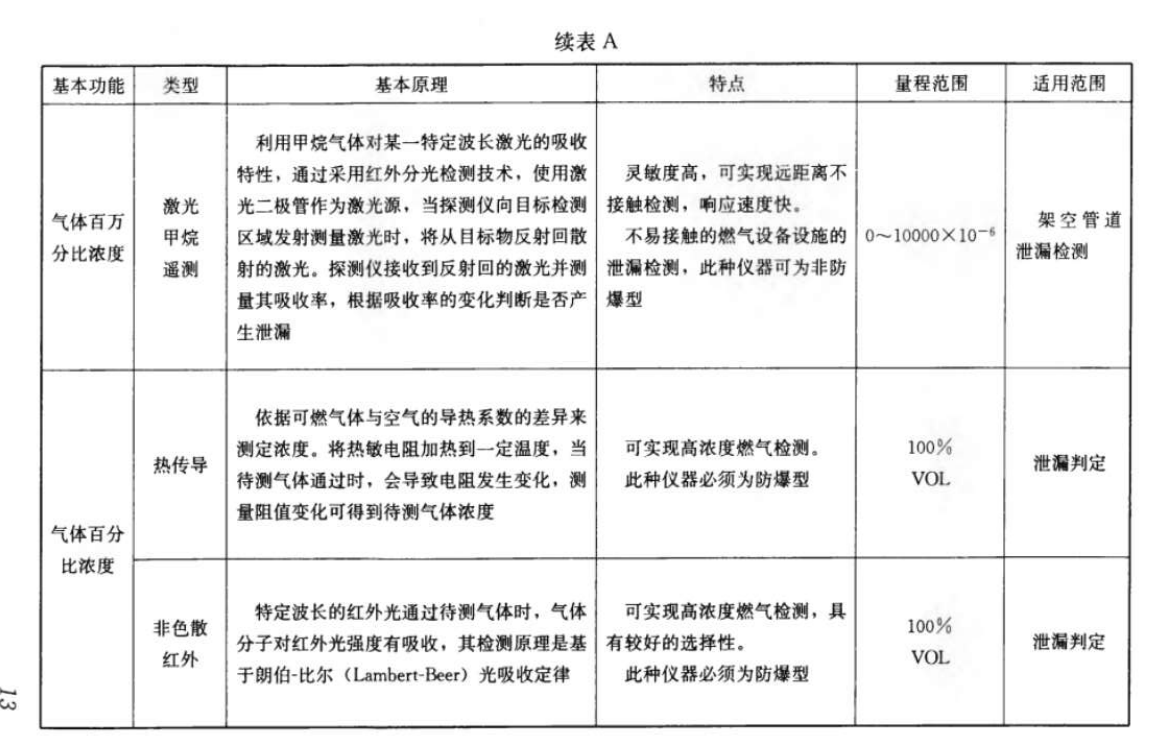 续表 A
基本功能 类型 基本原理 特点 量程范围 适用范围
气体百万
分比浓度
激光
甲烷
遥测
利用甲烷气体对某一特定波长激光的吸收
特性，通过采用红外分光检测技术，使用激
光二极管作为激光源，当探测仪向目标检测
区域发射测量激光时，将从目标物反射回散
射的激光。探测仪接收到反射回的激光并测
量其吸收率，根据吸收率的变化判断是否产
生泄漏
灵敏度高，可实现远距离不
接触检测，响应速度快。
不易接触的燃气设备设施的
泄漏检测，此种仪器可为非防
爆型
0～10000×10⁻⁶
架空管道
泄漏检测
气体百分
比浓度
热传导
依据可燃气体与空气的导热系数的差异来
测定浓度。将热敏电阻加热到一定温度，当
待测气体通过时，会导致电阻发生变化，测
量阻值变化可得到待测气体浓度
可实现高浓度燃气检测。
此种仪器必须为防爆型
100%
VOL
泄漏判定
非色散
红外
特定波长的红外光通过待测气体时，气体
分子对红外光强度有吸收，其检测原理是基
于朗伯-比尔（Lambert-Beer）光吸收定律
可实现高浓度燃气检测，具
有较好的选择性。
此种仪器必须为防爆型
100%
VOL
泄漏判定
13